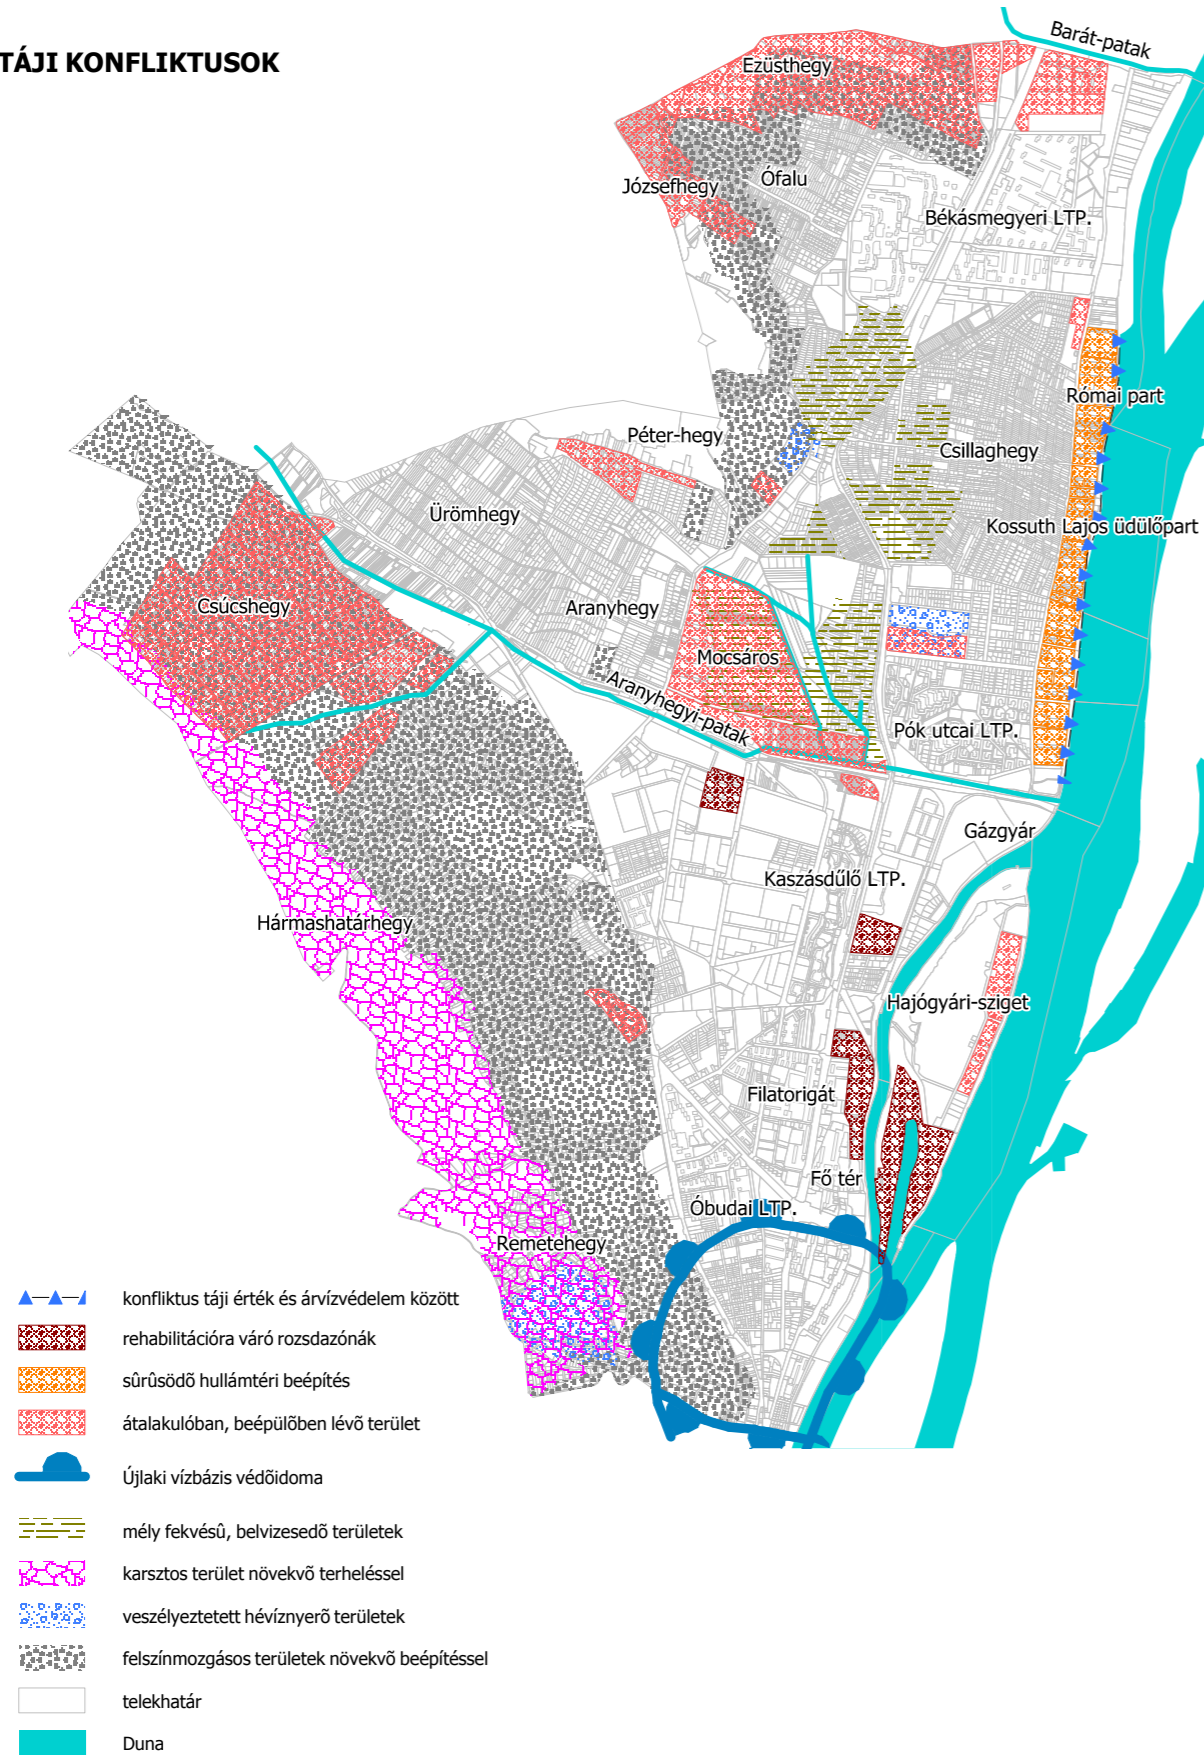 TÁJI KONFLIKTUSOK
Barát-patak
Ezüsthegy
Józsefhegy
Ófalu
Békásmegyeri LTP.
Római part
Péter-hegy
Csillaghegy
Ürömhegy
Kossuth Lajos üdülőpart
Csúcshegy
Aranyhegy
Mocsáros
Aranyhegyi-patak
Pók utcai LTP.
Gázgyár
Kaszásdűlő LTP.
Hármashatárhegy
Hajógyári-sziget
Filatorigát
Fő tér
Óbudai LTP.
Remetehegy
konfliktus táji érték és árvízvédelem között
rehabilitációra váró rozsdazónák
sûrûsödõ hullámtéri beépítés
átalakulóban, beépülõben lévõ terület
Újlaki vízbázis védõidoma
mély fekvésû, belvizesedõ területek
karsztos terület növekvõ terheléssel
veszélyeztetett hévíznyerõ területek
felszínmozgásos területek növekvõ beépítéssel
telekhatár
Duna